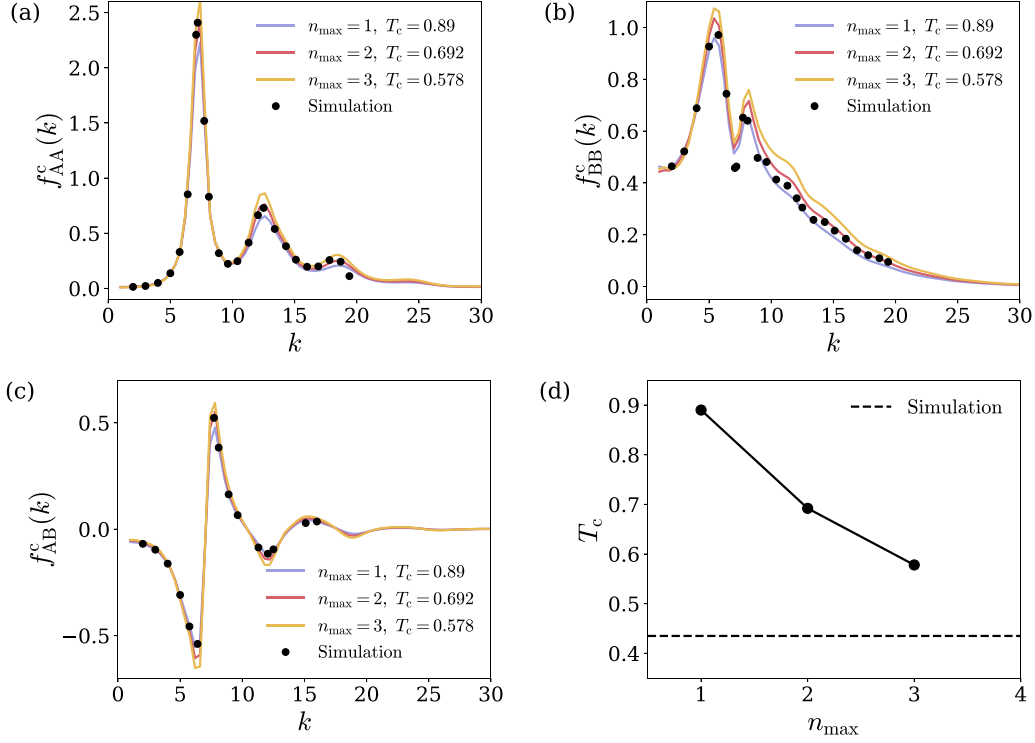 (a)
f^c_AA(k)
2.5
2.0
1.5
1.0
0.5
0.0
n_max = 1, T_c = 0.89
n_max = 2, T_c = 0.692
n_max = 3, T_c = 0.578
Simulation
0 5 10 15 20 25 30
k
(b)
f^c_BB(k)
1.0
0.8
0.6
0.4
0.2
0.0
n_max = 1, T_c = 0.89
n_max = 2, T_c = 0.692
n_max = 3, T_c = 0.578
Simulation
0 5 10 15 20 25 30
k
(c)
f^c_AB(k)
0.5
0.0
−0.5
n_max = 1, T_c = 0.89
n_max = 2, T_c = 0.692
n_max = 3, T_c = 0.578
Simulation
0 5 10 15 20 25 30
k
(d)
T_c
0.9
0.8
0.7
0.6
0.5
0.4
Simulation
1 2 3 4
n_max